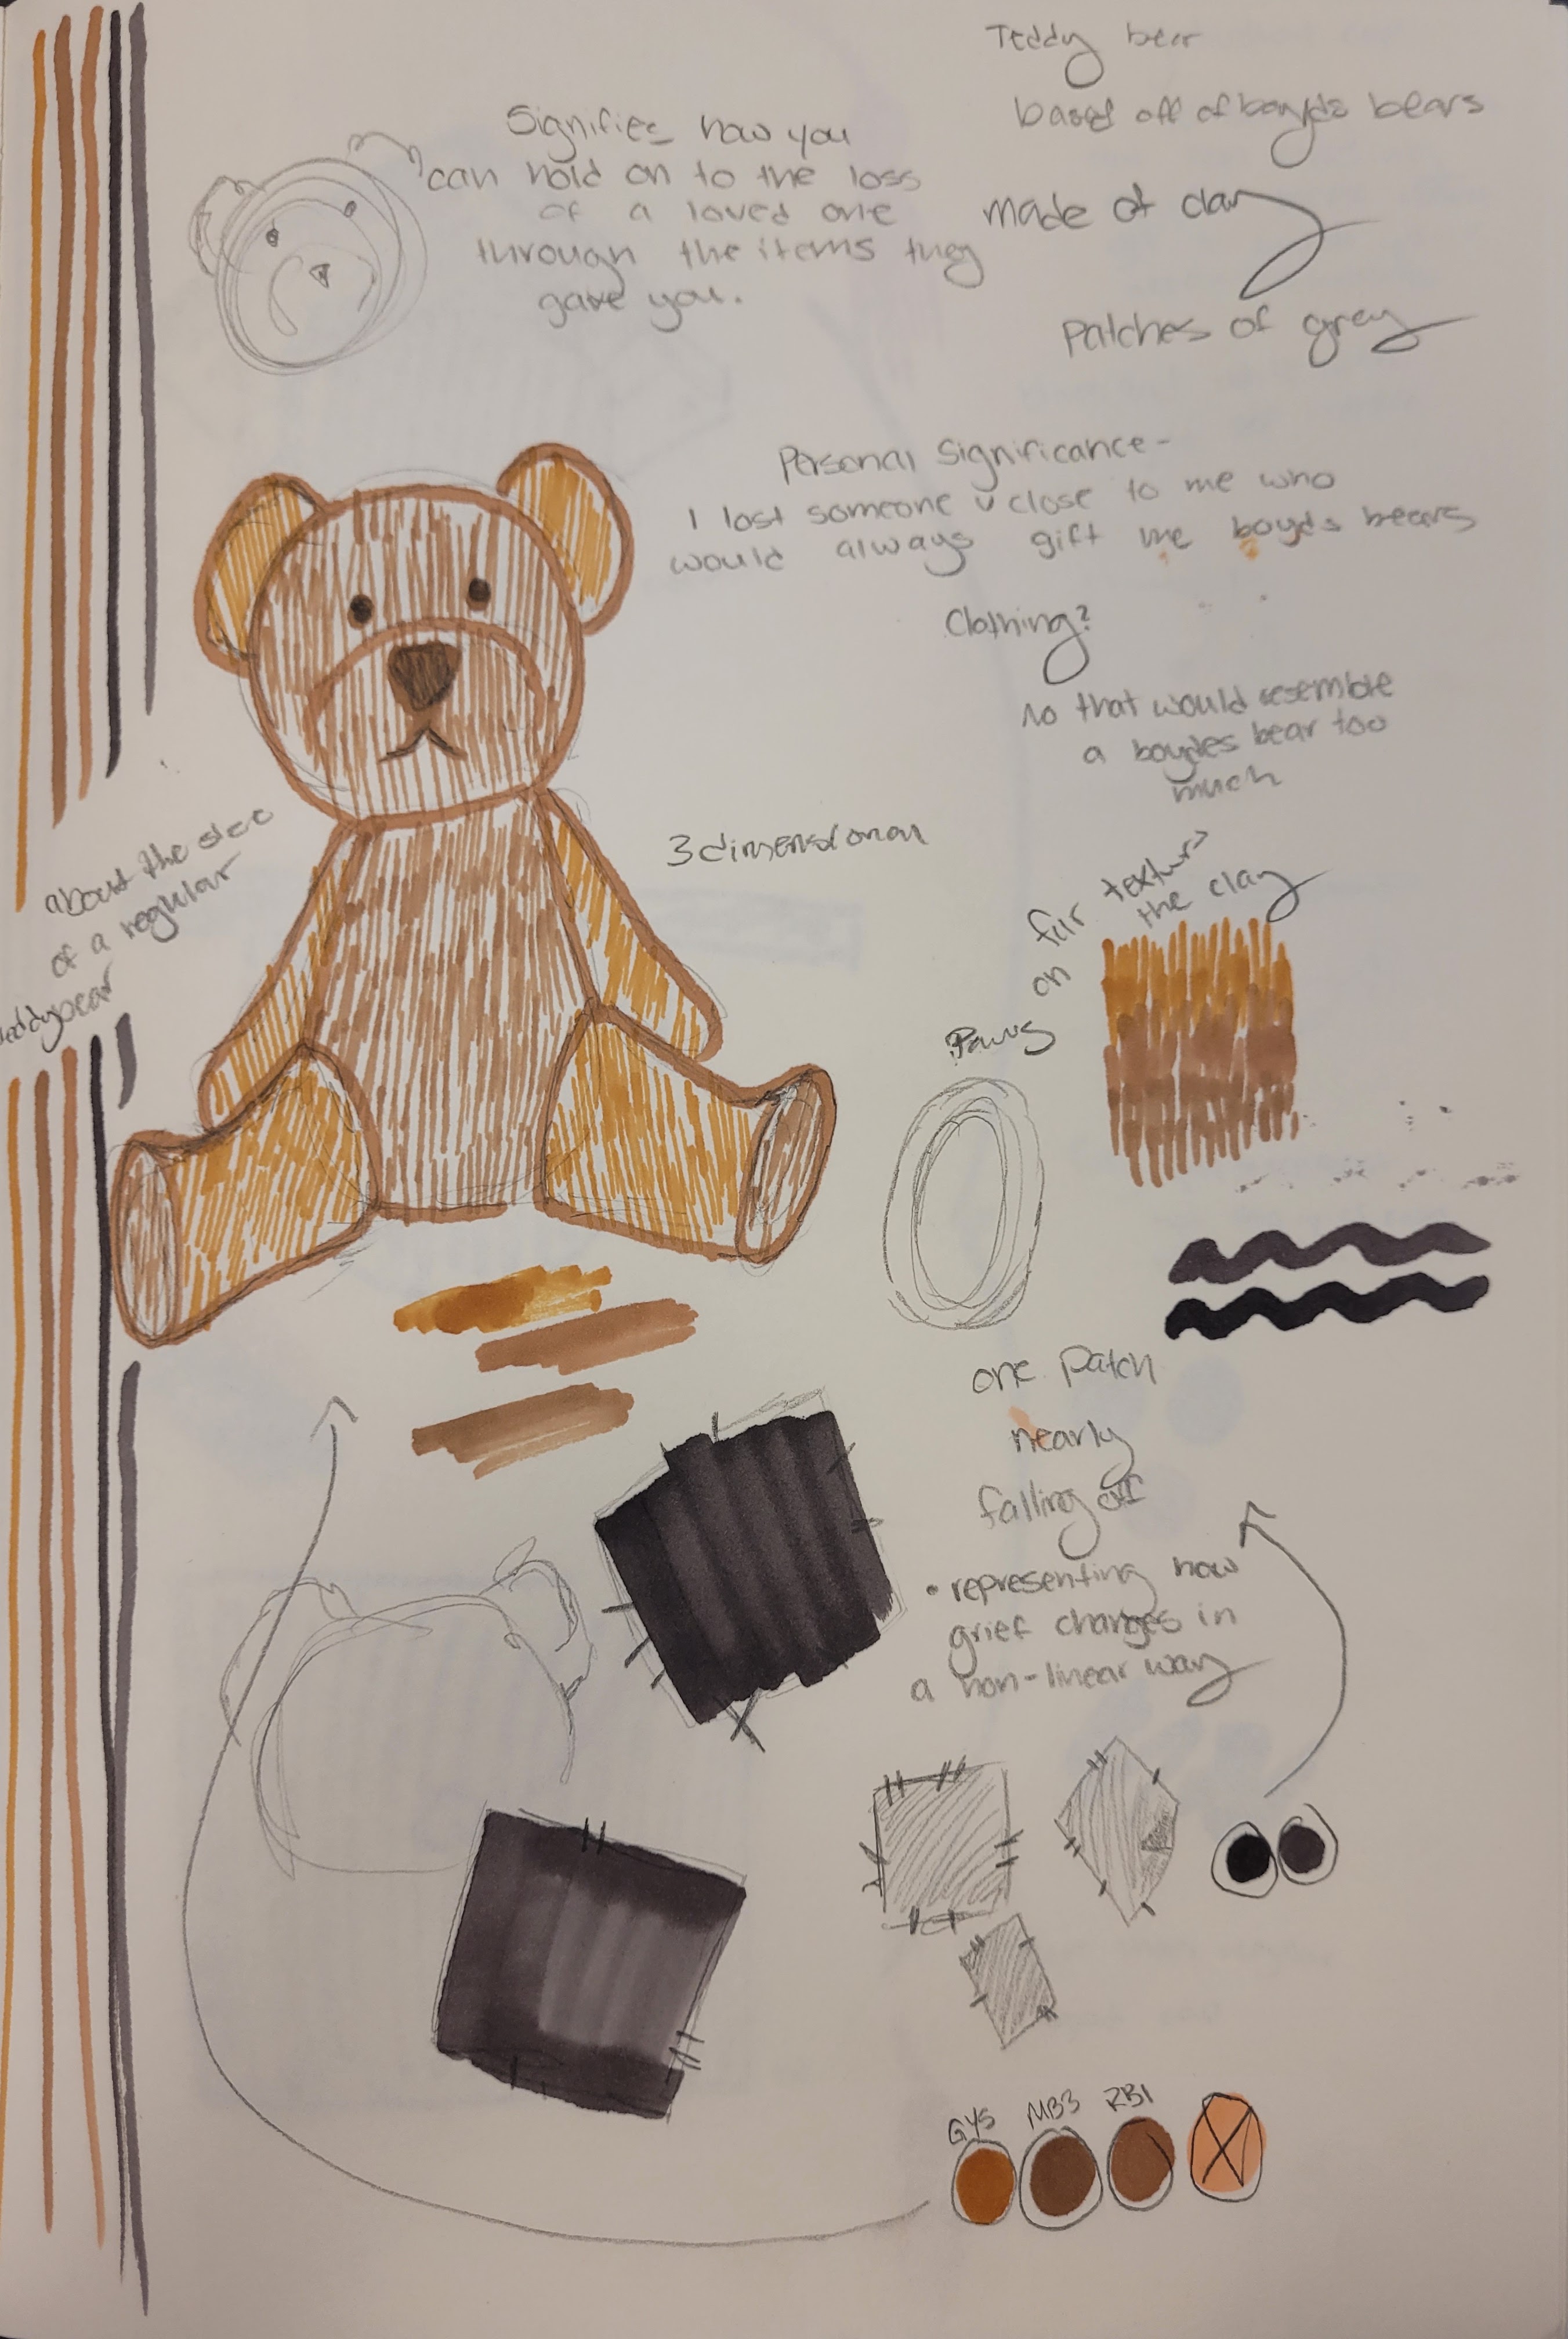 Teddy bear
based off of boyds bears
made of clay
Patches of grey
Signifies how you
can hold on to the loss
of a loved one
through the items they
gave you.
Personal Significance-
I lost someone v close to me who
would always gift me boyds bears
Clothing?
No that would resemble
a boydes bear too
much
about the size
of a regular
teddybear
3 dimensional
fur texture
on the clay
Paws
one Patch
nearly
falling off
• representing how
grief changes in
a non-linear way
GY5 MB3 RB1